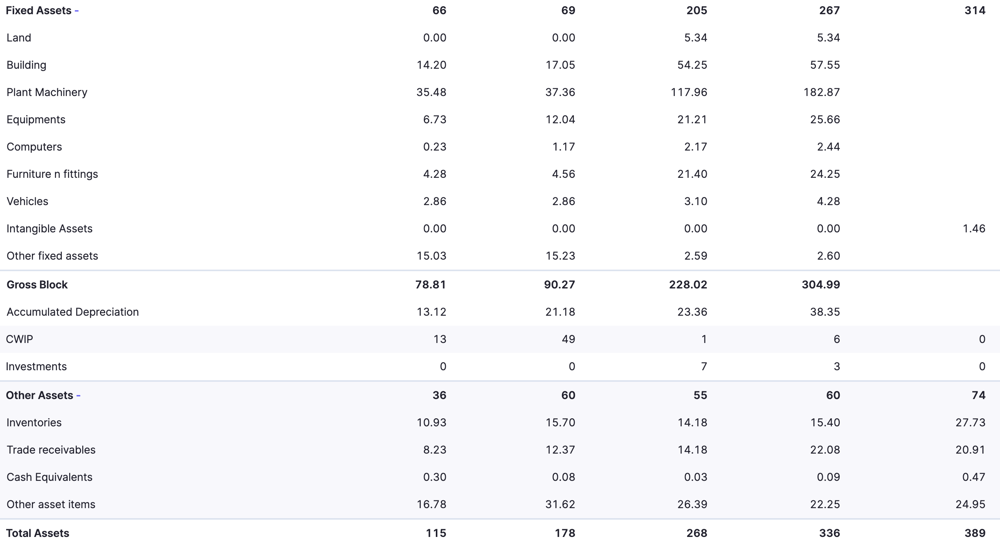 Fixed Assets - 66 69 205 267 314
Land 0.00 0.00 5.34 5.34
Building 14.20 17.05 54.25 57.55
Plant Machinery 35.48 37.36 117.96 182.87
Equipments 6.73 12.04 21.21 25.66
Computers 0.23 1.17 2.17 2.44
Furniture n fittings 4.28 4.56 21.40 24.25
Vehicles 2.86 2.86 3.10 4.28
Intangible Assets 0.00 0.00 0.00 0.00 1.46
Other fixed assets 15.03 15.23 2.59 2.60
Gross Block 78.81 90.27 228.02 304.99
Accumulated Depreciation 13.12 21.18 23.36 38.35
CWIP 13 49 1 6 0
Investments 0 0 7 3 0
Other Assets - 36 60 55 60 74
Inventories 10.93 15.70 14.18 15.40 27.73
Trade receivables 8.23 12.37 14.18 22.08 20.91
Cash Equivalents 0.30 0.08 0.03 0.09 0.47
Other asset items 16.78 31.62 26.39 22.25 24.95
Total Assets 115 178 268 336 389